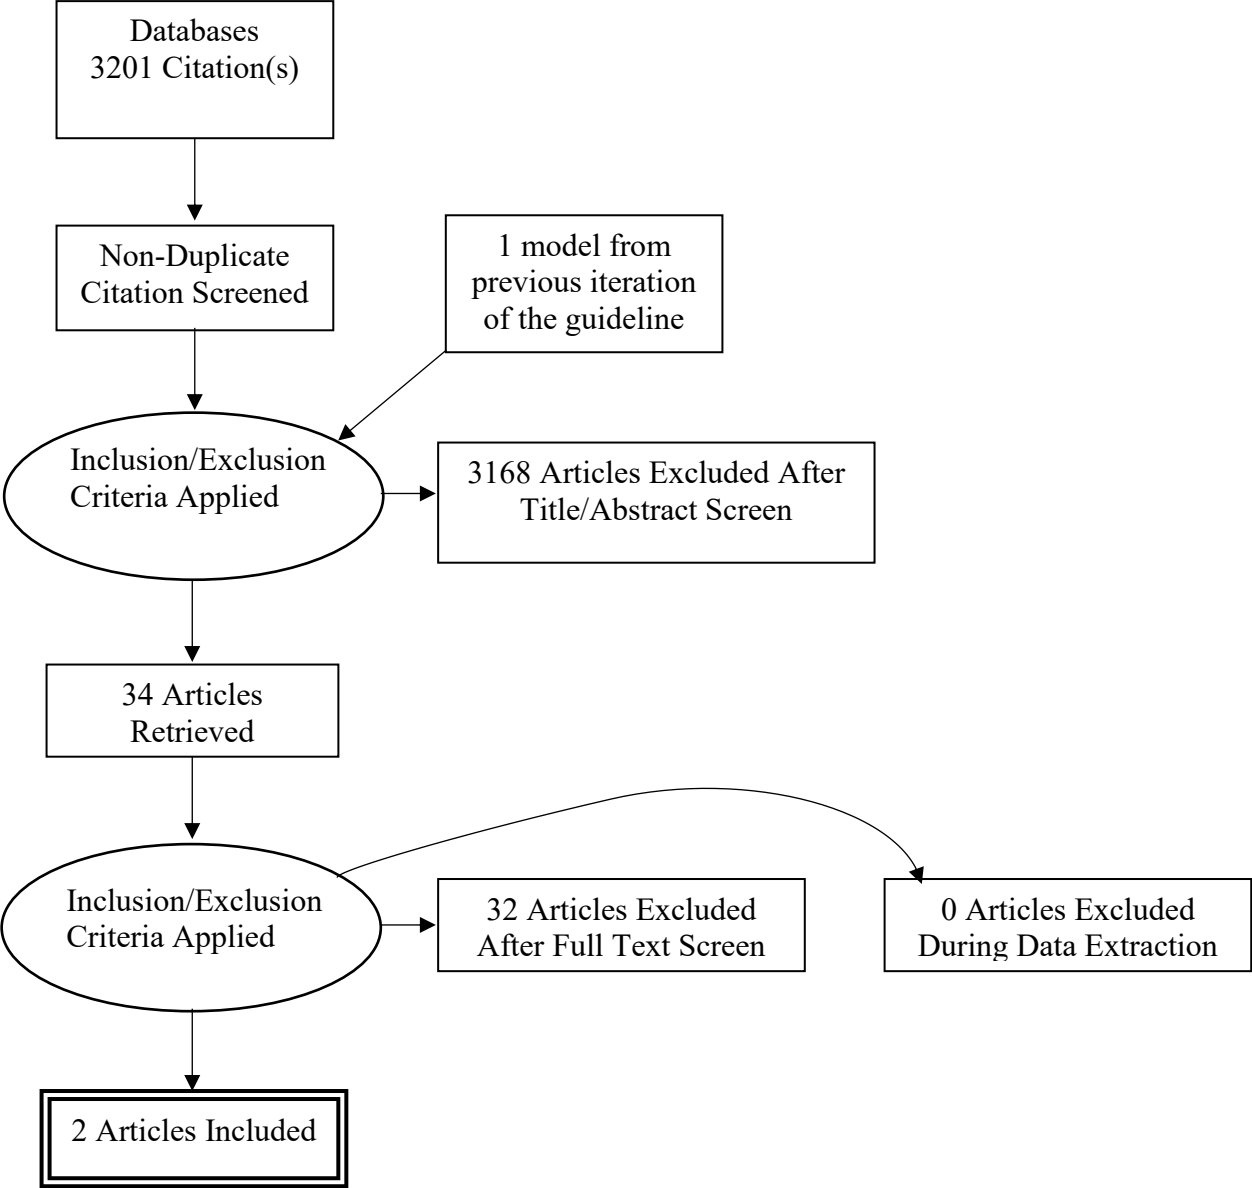 Databases
3201 Citation(s)
Non-Duplicate
Citation Screened
1 model from
previous iteration
of the guideline
Inclusion/Exclusion
Criteria Applied
3168 Articles Excluded After
Title/Abstract Screen
34 Articles
Retrieved
Inclusion/Exclusion
Criteria Applied
32 Articles Excluded
After Full Text Screen
0 Articles Excluded
During Data Extraction
2 Articles Included